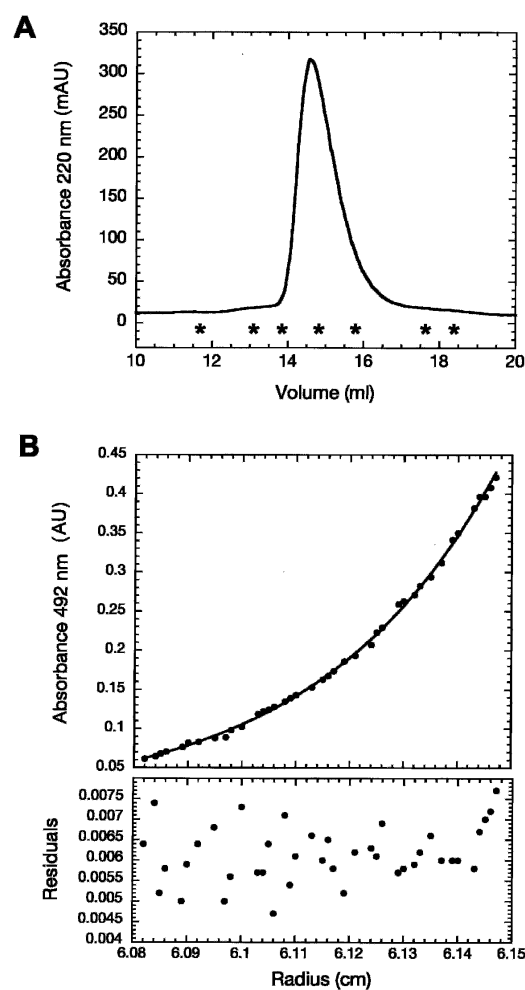 A
Absorbance 220 nm (mAU)
350
300
250
200
150
100
50
0
* * * * * * *
10 12 14 16 18 20
Volume (ml)
B
Absorbance 492 nm (AU)
0.45
0.4
0.35
0.3
0.25
0.2
0.15
0.1
0.05
Residuals
0.0075
0.007
0.0065
0.006
0.0055
0.005
0.0045
0.004
6.08 6.09 6.1 6.11 6.12 6.13 6.14 6.15
Radius (cm)